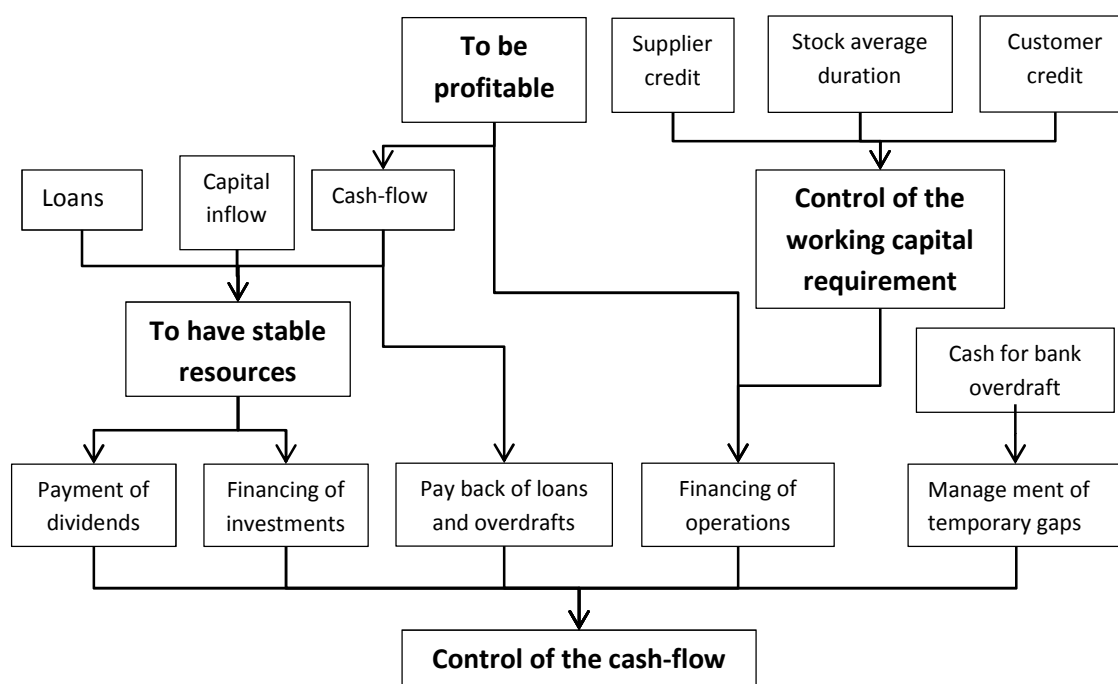 To be
profitable
Supplier
credit
Stock average
duration
Customer
credit
Loans
Capital
inflow
Cash-flow
Control of the
working capital
requirement
To have stable
resources
Cash for bank
overdraft
Payment of
dividends
Financing of
investments
Pay back of loans
and overdrafts
Financing of
operations
Manage ment of
temporary gaps
Control of the cash-flow